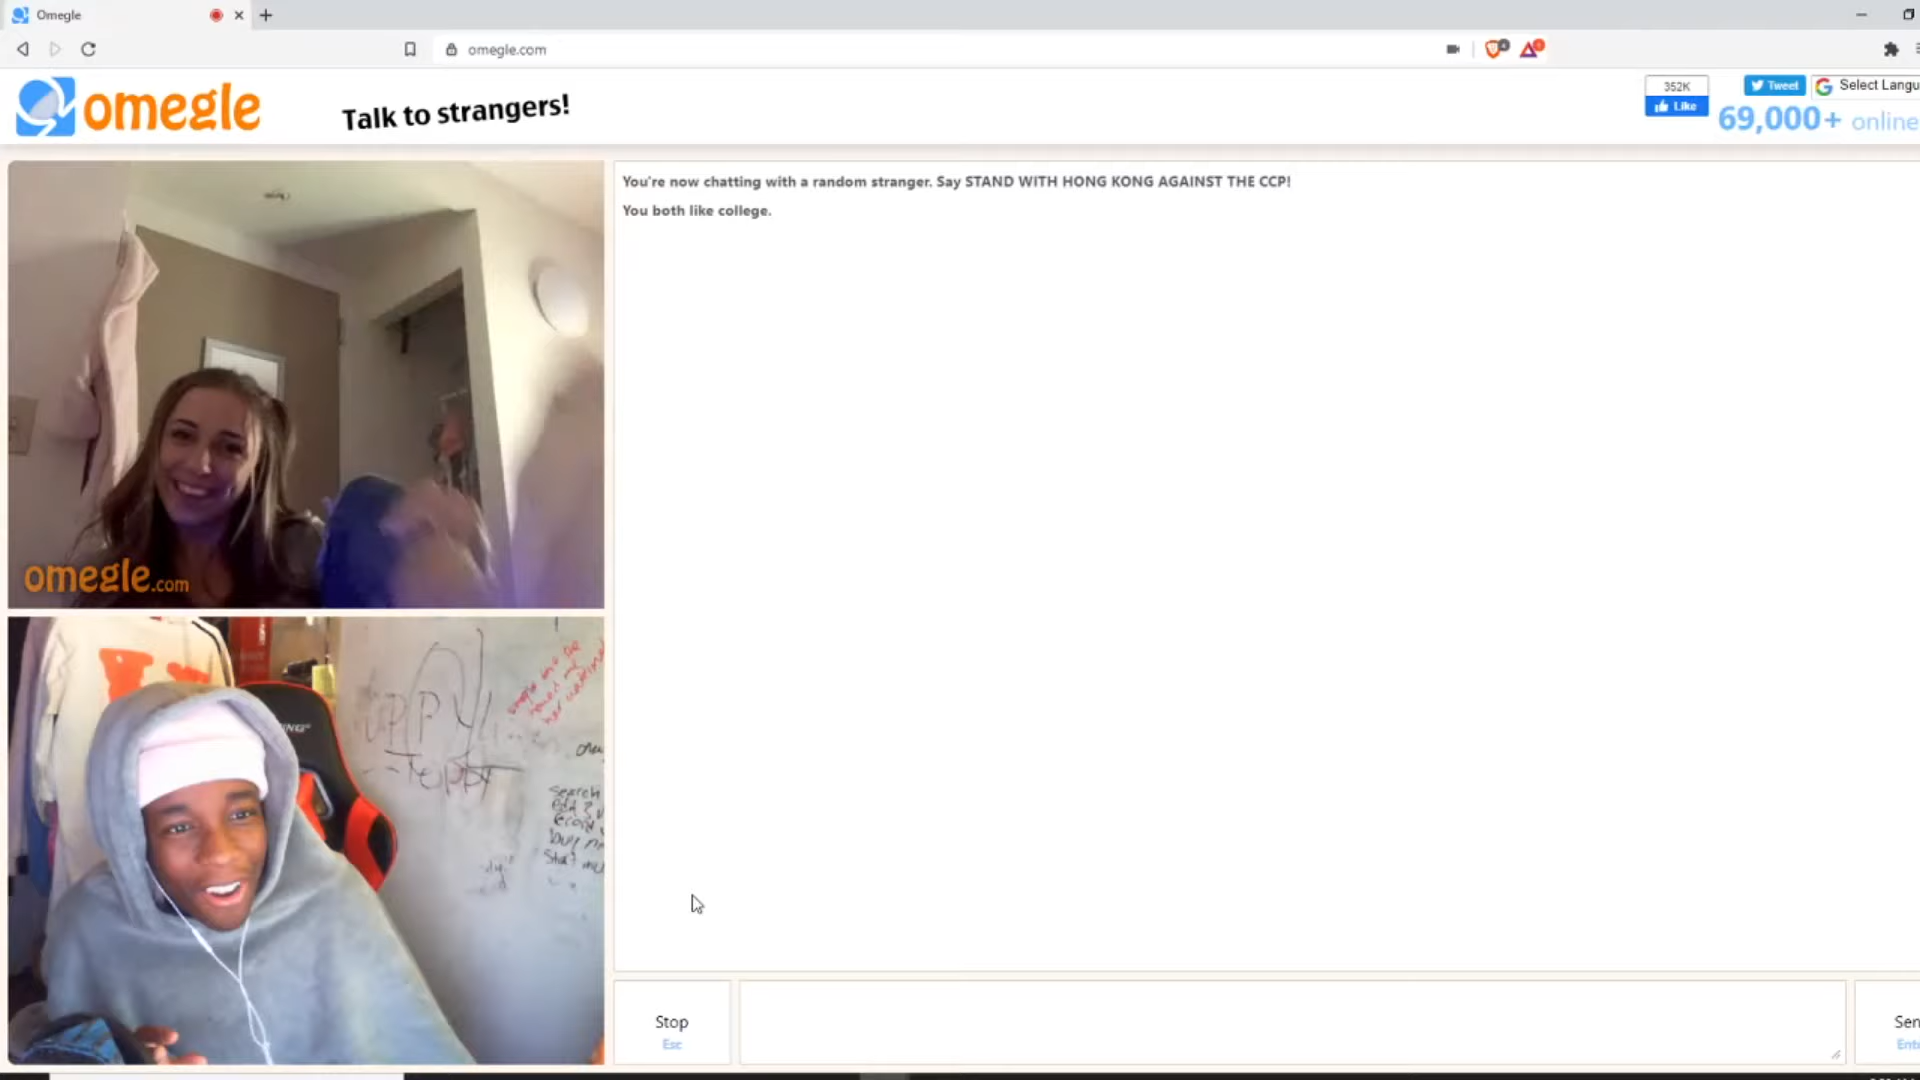 Omegle
omegle.com
omegle
Talk to strangers!
352K
Like
Tweet
Select Langu
69,000+ online
You're now chatting with a random stranger. Say STAND WITH HONG KONG AGAINST THE CCP!
You both like college.
omegle.com
search
Stop
Esc
Sen
Ente